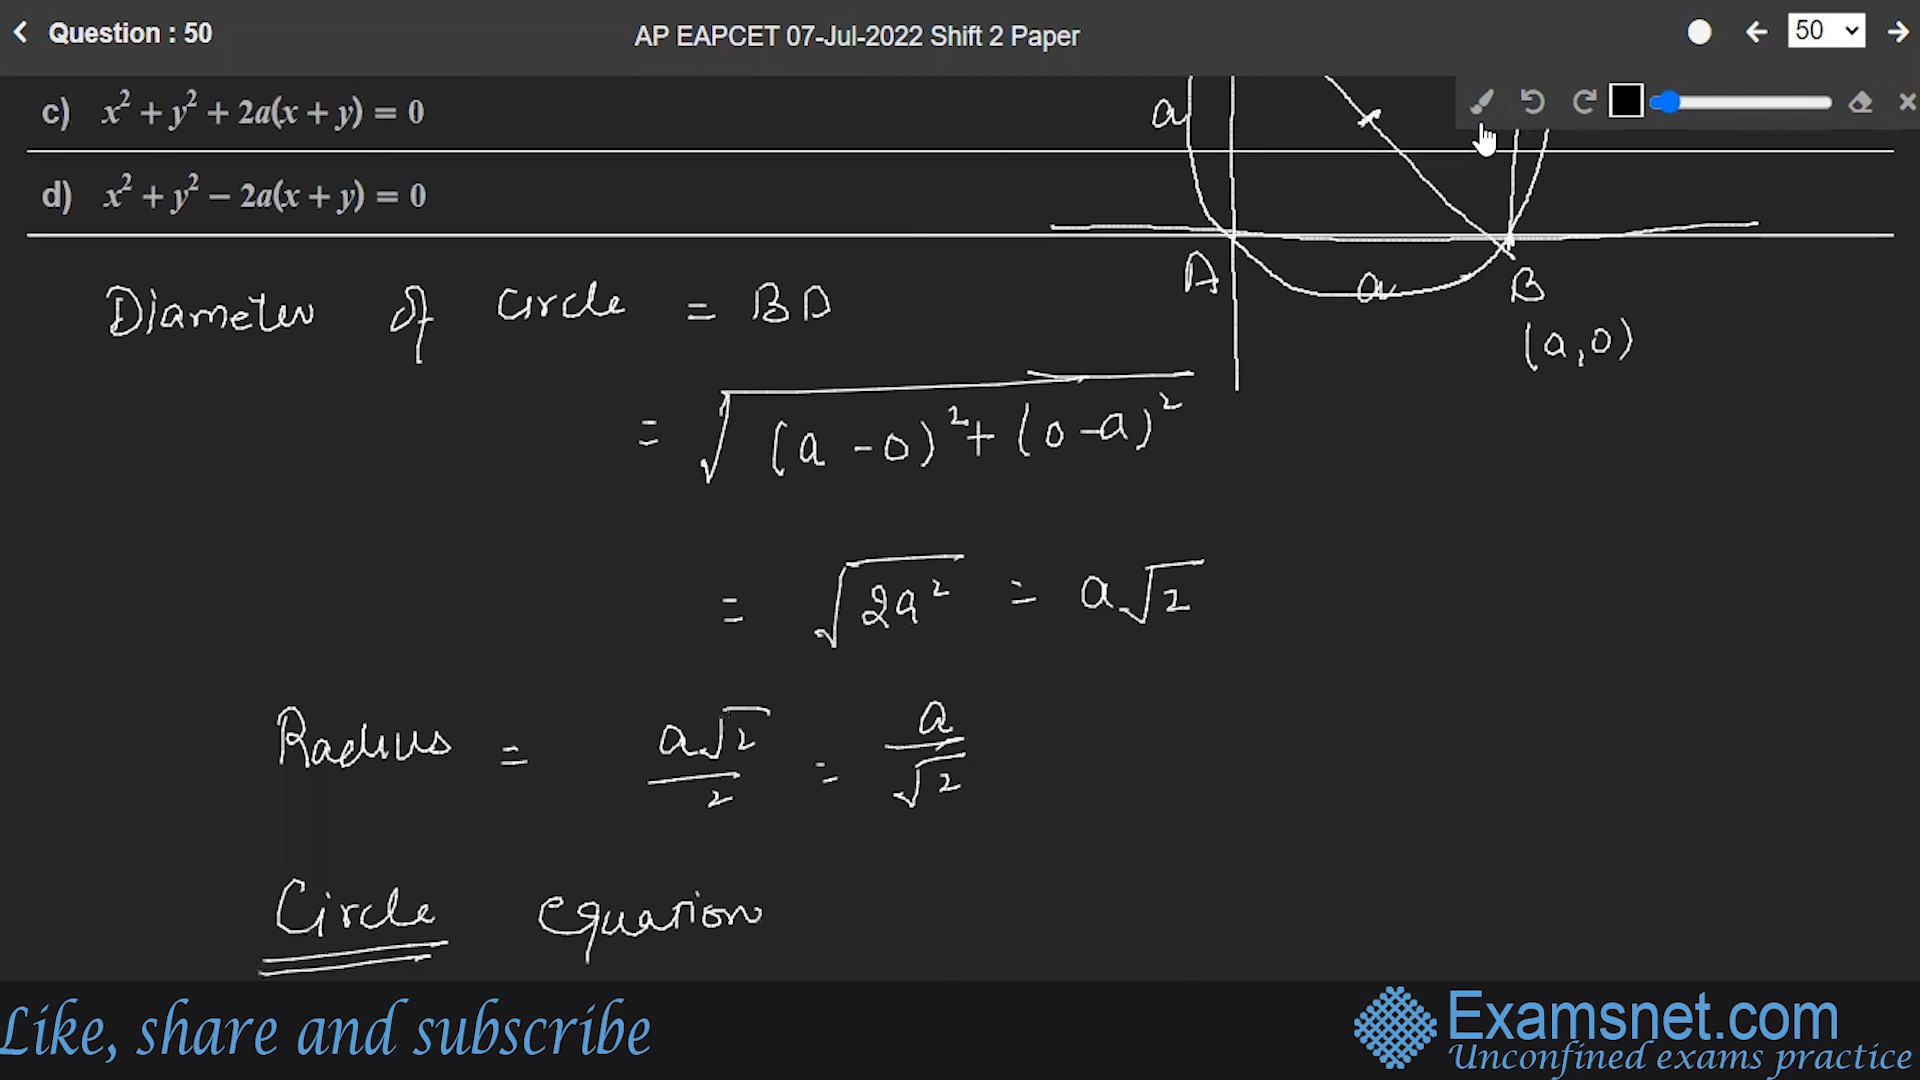 Question : 50
AP EAPCET 07-Jul-2022 Shift 2 Paper
50
c) x² + y² + 2a(x + y) = 0
d) x² + y² − 2a(x + y) = 0
a
A
a
B
(a,0)
Diameter of circle = BD
= √((a − 0)² + (0 − a)²)
= √(2a²) = a√2
Radius = a√2/2 = a/√2
Circle equation
Like, share and subscribe
Examsnet.com
Unconfined exams practice